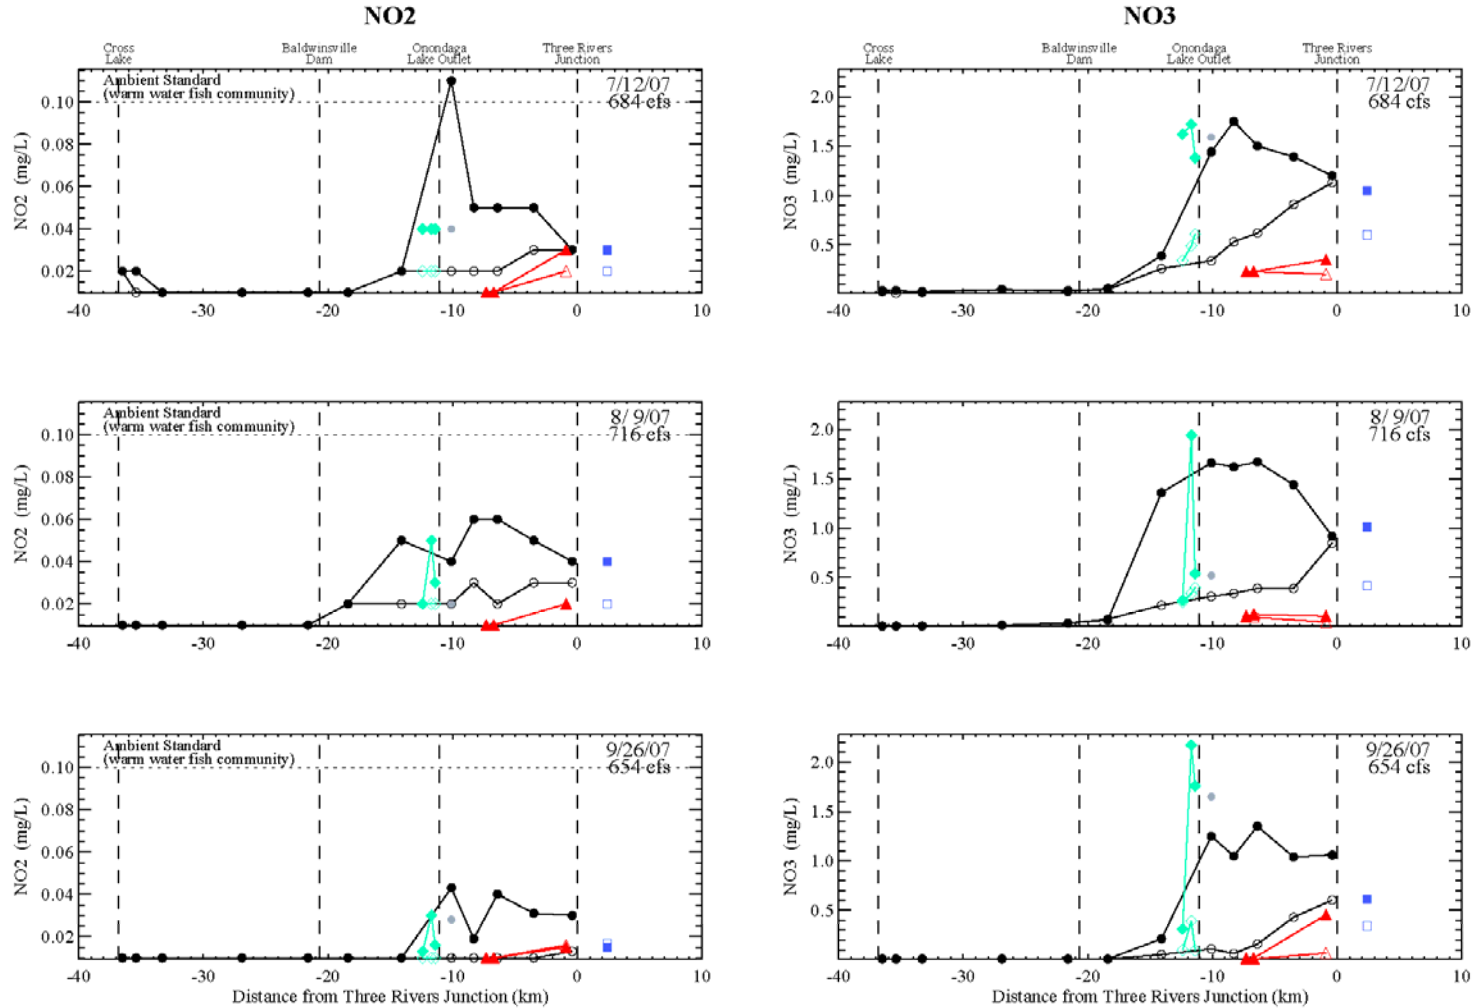 NO2
NO3
Cross Lake
Baldwinsville Dam
Onondaga Lake Outlet
Three Rivers Junction
Cross Lake
Baldwinsville Dam
Onondaga Lake Outlet
Three Rivers Junction
Ambient Standard
(warm water fish community)
7/12/07
684 cfs
NO2 (mg/L)
0.10
0.08
0.06
0.04
0.02
-40 -30 -20 -10 0 10
7/12/07
684 cfs
NO3 (mg/L)
2.0
1.5
1.0
0.5
-40 -30 -20 -10 0 10
Ambient Standard
(warm water fish community)
8/ 9/07
716 cfs
NO2 (mg/L)
0.10
0.08
0.06
0.04
0.02
-40 -30 -20 -10 0 10
8/ 9/07
716 cfs
NO3 (mg/L)
2.0
1.5
1.0
0.5
-40 -30 -20 -10 0 10
Ambient Standard
(warm water fish community)
9/26/07
654 cfs
NO2 (mg/L)
0.10
0.08
0.06
0.04
0.02
-40 -30 -20 -10 0 10
Distance from Three Rivers Junction (km)
9/26/07
654 cfs
NO3 (mg/L)
2.0
1.5
1.0
0.5
-40 -30 -20 -10 0 10
Distance from Three Rivers Junction (km)